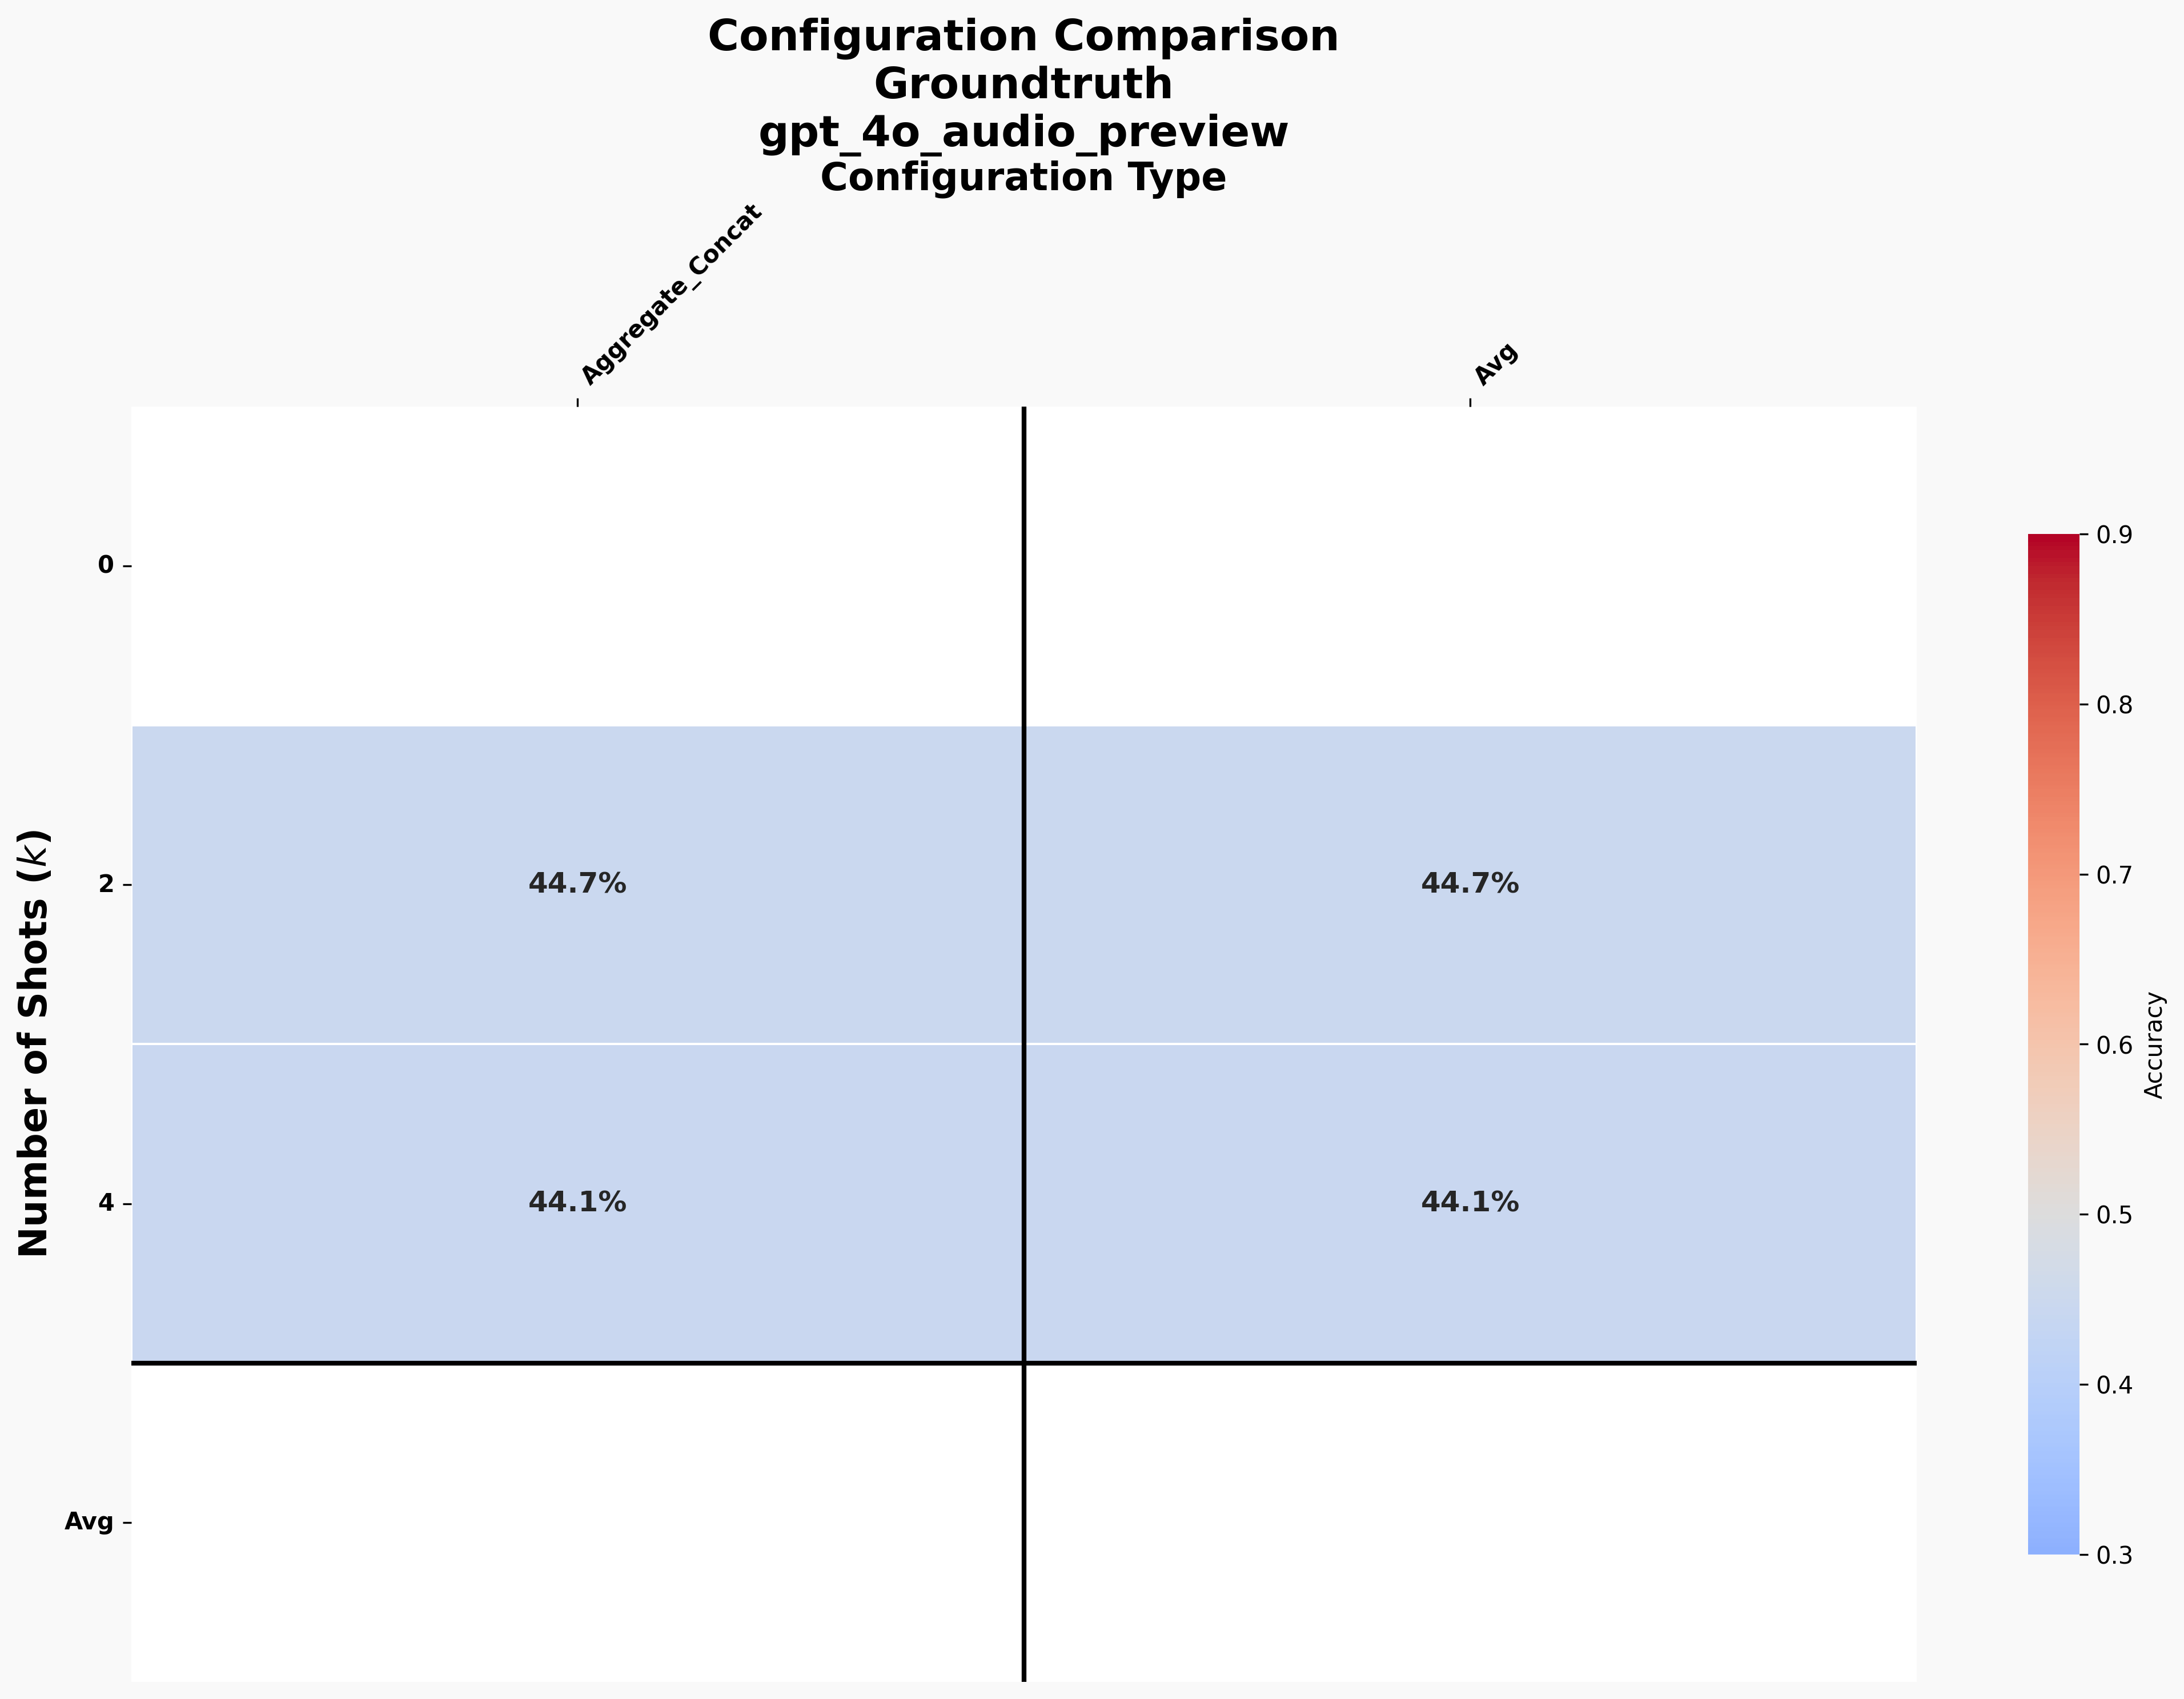 Configuration Comparison
Groundtruth
gpt_4o_audio_preview
Configuration Type
Aggregate_Concat
Avg
Number of Shots (k)
0
2
44.7%
44.7%
4
44.1%
44.1%
Avg
0.9
0.8
0.7
0.6
0.5
0.4
0.3
Accuracy